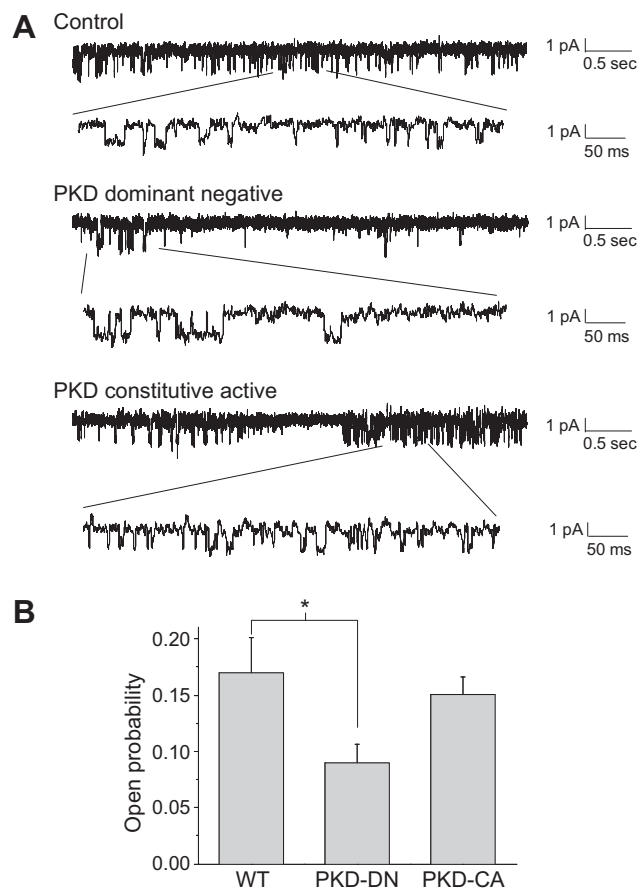 A
Control
1 pA
0.5 sec
1 pA
50 ms
PKD dominant negative
1 pA
0.5 sec
1 pA
50 ms
PKD constitutive active
1 pA
0.5 sec
1 pA
50 ms
B
*
Open probability
0.20
0.15
0.10
0.05
0.00
WT PKD-DN PKD-CA